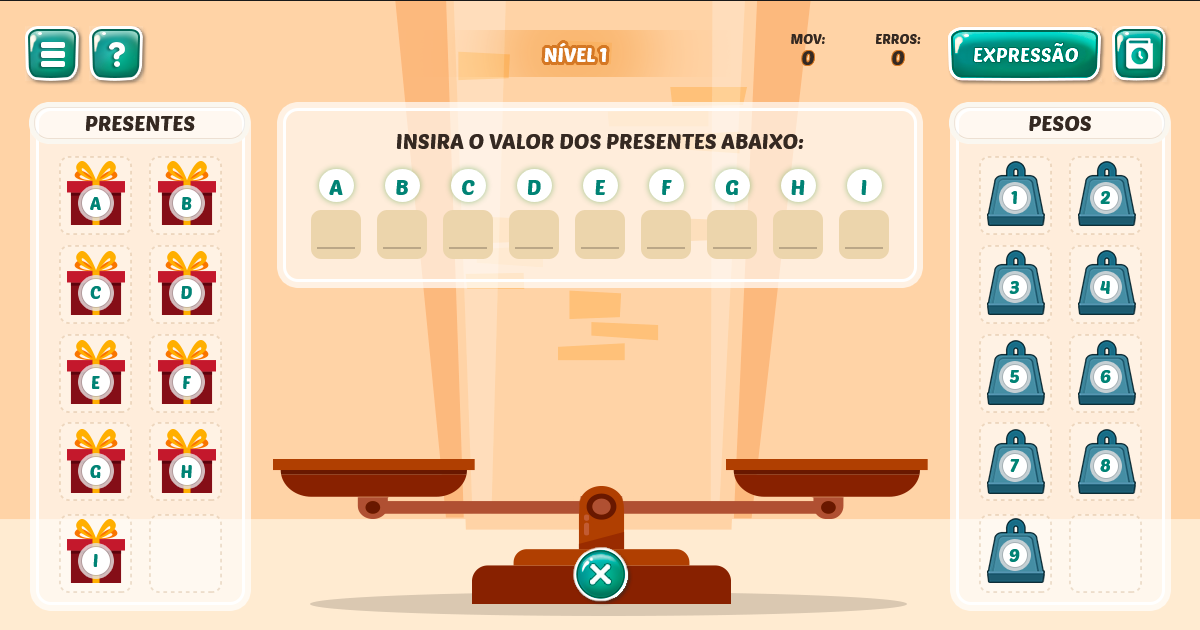 ?
NÍVEL 1
MOV:
0
ERROS:
0
EXPRESSÃO
PRESENTES
A B
C D
E F
G H
I
INSIRA O VALOR DOS PRESENTES ABAIXO:
A B C D E F G H I
PESOS
1 2
3 4
5 6
7 8
9